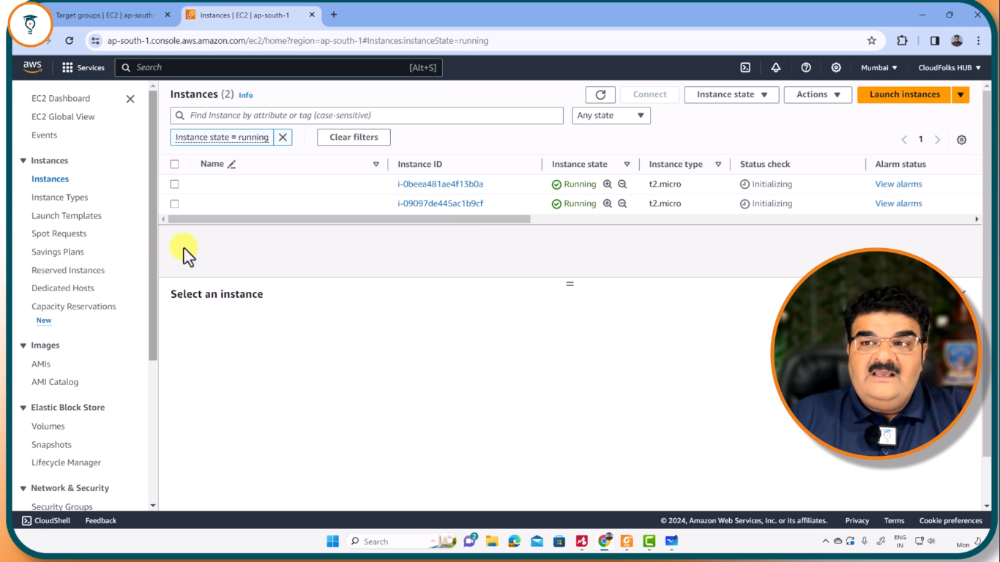 Target groups | EC2 | ap-south-
Instances | EC2 | ap-south-1
ap-south-1.console.aws.amazon.com/ec2/home?region=ap-south-1#Instances:instanceState=running
aws
Services
Search
[Alt+S]
Mumbai
CloudFolks HUB
EC2 Dashboard
EC2 Global View
Events
Instances
Instances
Instance Types
Launch Templates
Spot Requests
Savings Plans
Reserved Instances
Dedicated Hosts
Capacity Reservations
New
Images
AMIs
AMI Catalog
Elastic Block Store
Volumes
Snapshots
Lifecycle Manager
Network & Security
Security Groups
Instances (2) Info
Connect
Instance state
Actions
Launch instances
Find Instance by attribute or tag (case-sensitive)
Any state
Instance state = running
Clear filters
1
Name Instance ID Instance state Instance type Status check Alarm status
i-0beea481ae4f13b0a Running t2.micro Initializing View alarms
i-09097de445ac1b9cf Running t2.micro Initializing View alarms
Select an instance
CloudShell Feedback
© 2024, Amazon Web Services, Inc. or its affiliates. Privacy Terms Cookie preferences
Search
2
ENG
IN
Mon